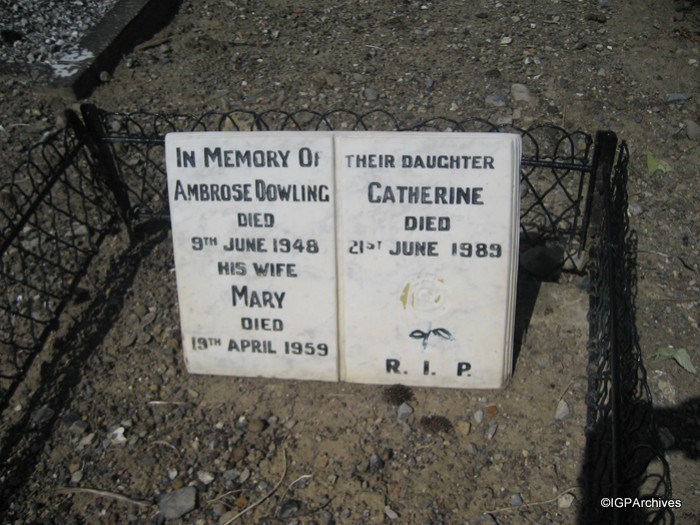 In Memory Of
Ambrose Dowling
DIED
9TH JUNE 1948
HIS WIFE
MARY
DIED
19TH APRIL 1959
THEIR DAUGHTER
CATHERINE
DIED
21ST JUNE 1989
R. I. P.
©IGPArchives